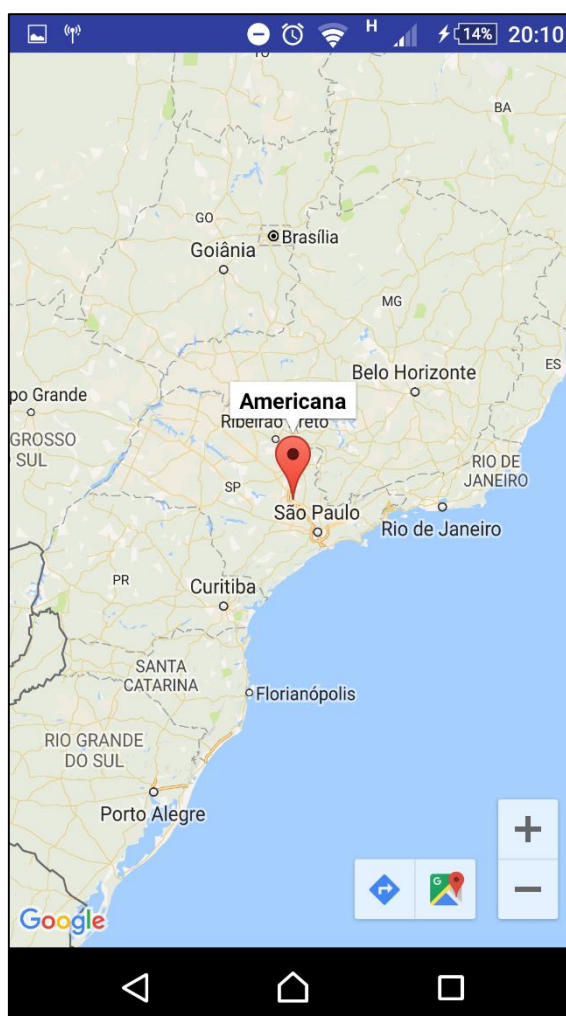 H
14%
20:10
TO
BA
GO
Brasília
Goiânia
MG
Belo Horizonte
ES
po Grande
Americana
Ribeirão Preto
GROSSO
SUL
RIO DE
JANEIRO
SP
São Paulo
Rio de Janeiro
PR
Curitiba
SANTA
CATARINA
Florianópolis
RIO GRANDE
DO SUL
Porto Alegre
G
Google